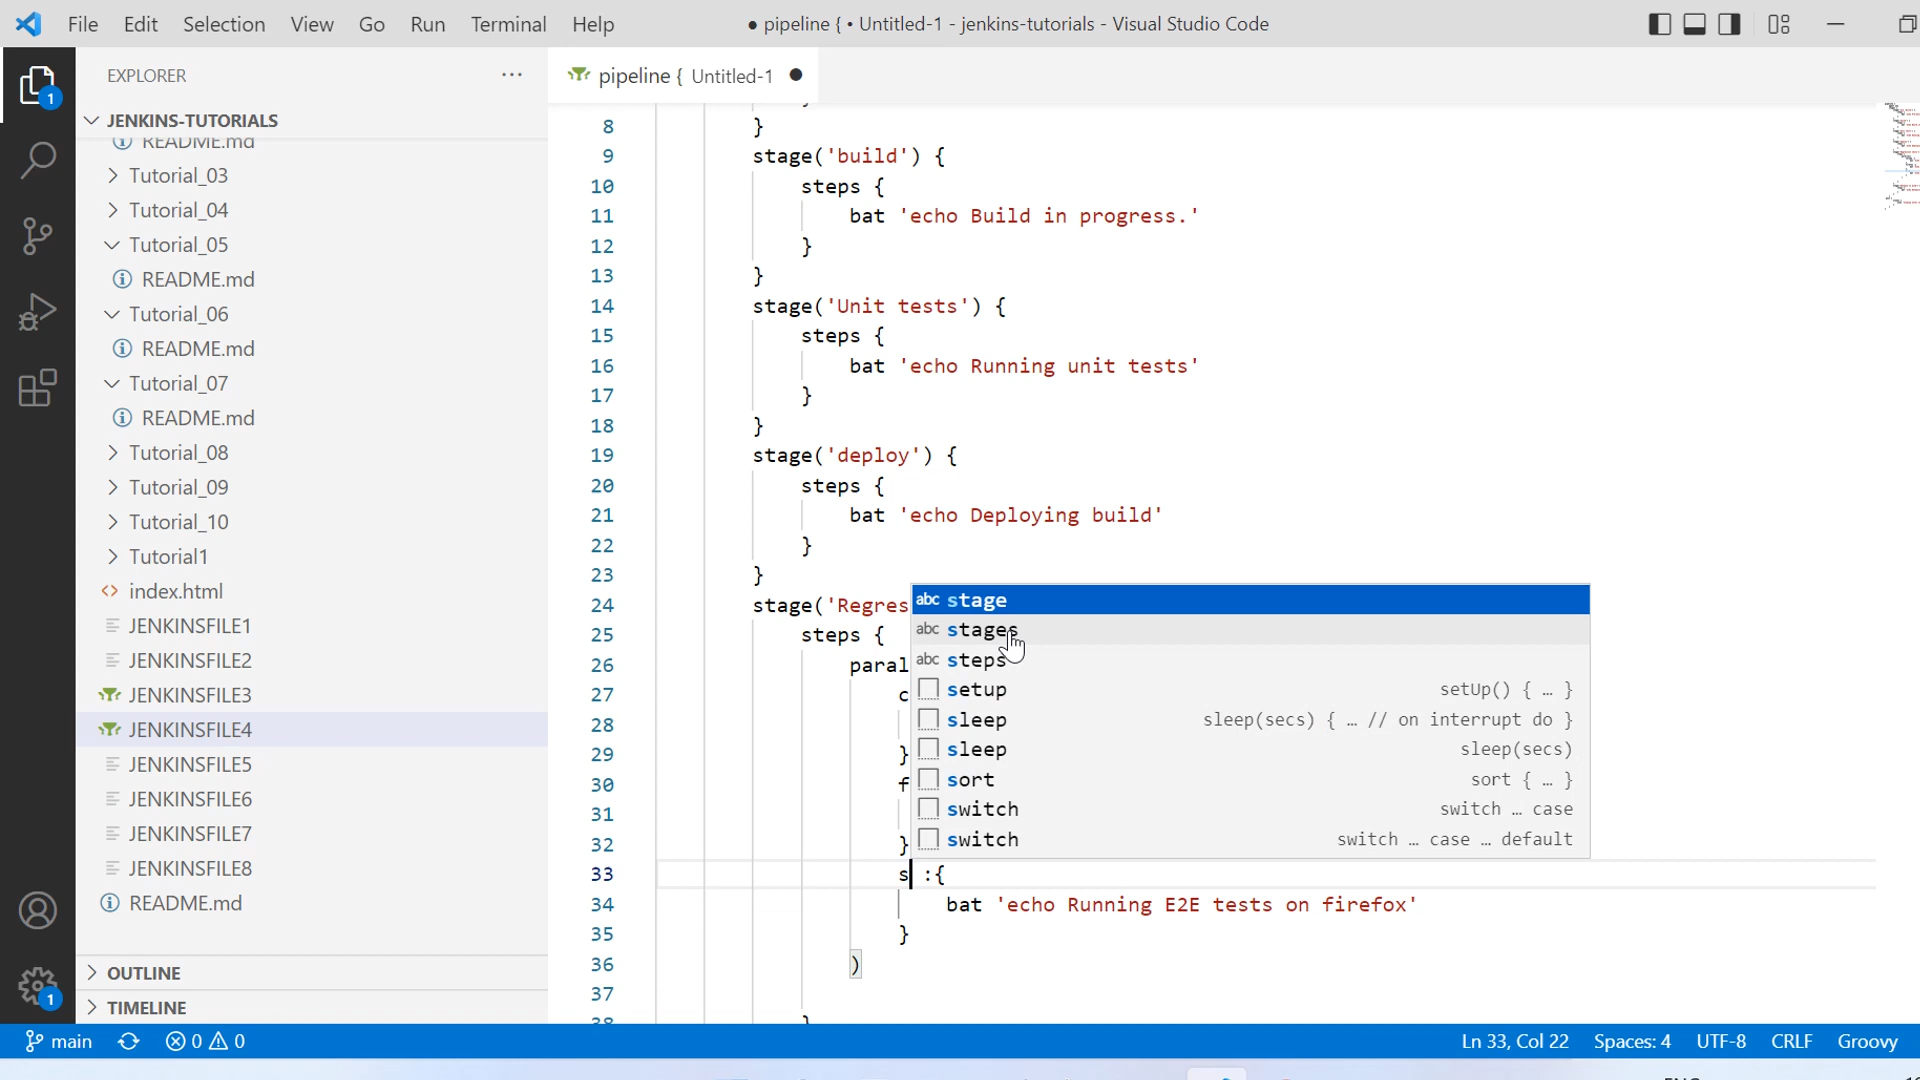 File Edit Selection View Go Run Terminal Help
● pipeline { • Untitled-1 - jenkins-tutorials - Visual Studio Code
EXPLORER
pipeline { Untitled-1
JENKINS-TUTORIALS
README.md
Tutorial_03
Tutorial_04
Tutorial_05
README.md
Tutorial_06
README.md
Tutorial_07
README.md
Tutorial_08
Tutorial_09
Tutorial_10
Tutorial1
index.html
JENKINSFILE1
JENKINSFILE2
JENKINSFILE3
JENKINSFILE4
JENKINSFILE5
JENKINSFILE6
JENKINSFILE7
JENKINSFILE8
README.md
OUTLINE
TIMELINE
1
1
8 }
9 stage('build') {
10 steps {
11 bat 'echo Build in progress.'
12 }
13 }
14 stage('Unit tests') {
15 steps {
16 bat 'echo Running unit tests'
17 }
18 }
19 stage('deploy') {
20 steps {
21 bat 'echo Deploying build'
22 }
23 }
24 stage('Regres
25 steps {
26 paral
27 c
28
29 }
30 f
31
32 }
33 s :{
34 bat 'echo Running E2E tests on firefox'
35 }
36 )
37
38 }
abc stage
abc stages
abc steps
setup setUp() { … }
sleep sleep(secs) { … // on interrupt do }
sleep sleep(secs)
sort sort { … }
switch switch … case
switch switch … case … default
main 0 0 Ln 33, Col 22 Spaces: 4 UTF-8 CRLF Groovy